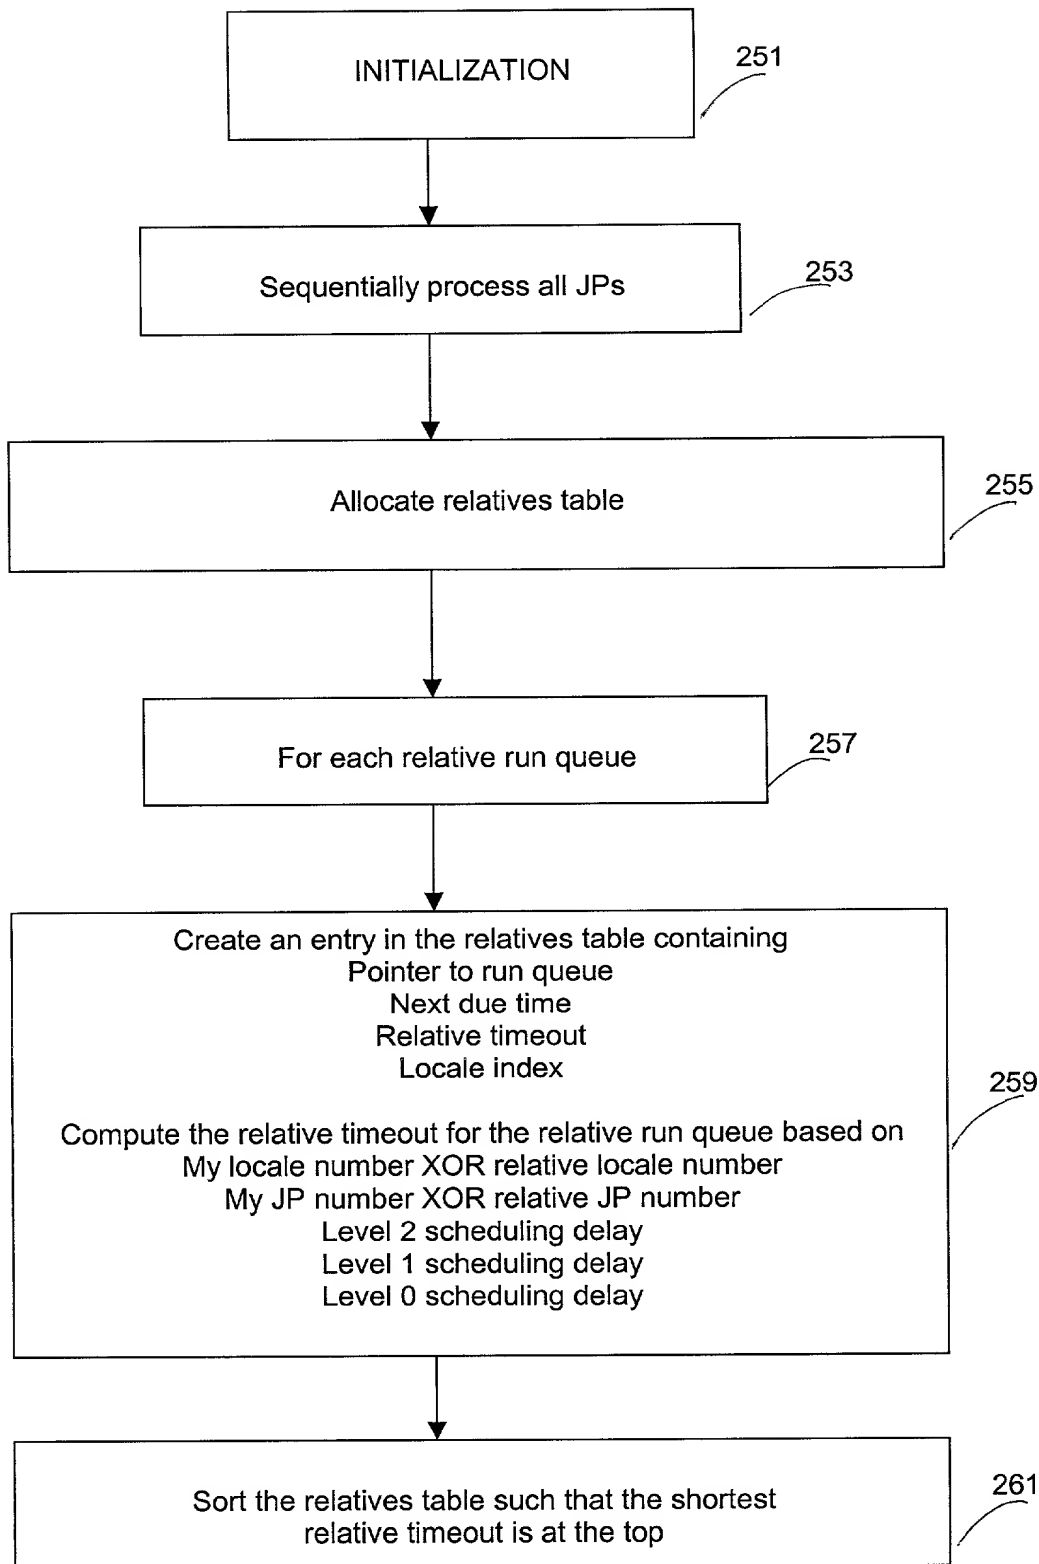 INITIALIZATION
251
Sequentially process all JPs
253
Allocate relatives table
255
For each relative run queue
257
Create an entry in the relatives table containing
Pointer to run queue
Next due time
Relative timeout
Locale index
259
Compute the relative timeout for the relative run queue based on
My locale number XOR relative locale number
My JP number XOR relative JP number
Level 2 scheduling delay
Level 1 scheduling delay
Level 0 scheduling delay
Sort the relatives table such that the shortest
relative timeout is at the top
261